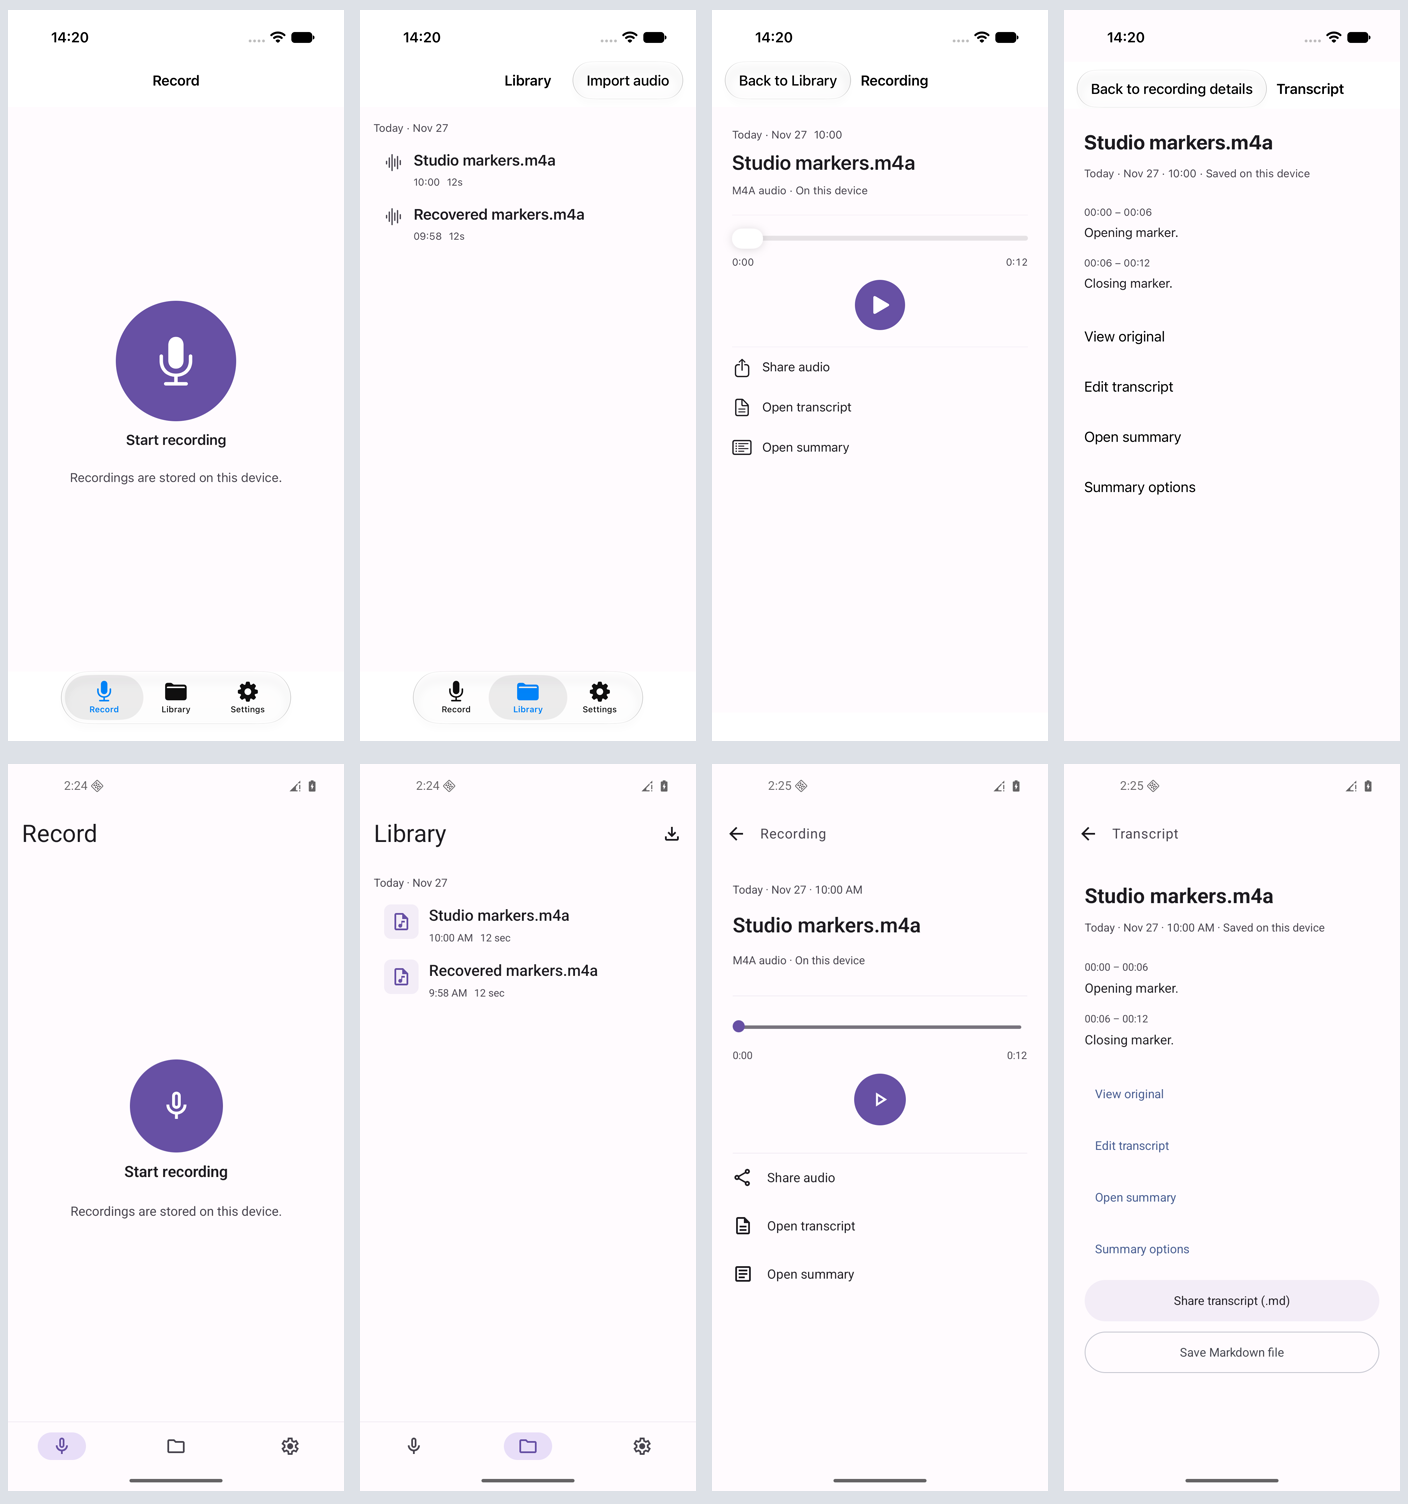 14:20
Record
Start recording
Recordings are stored on this device.
Record Library Settings
14:20
Library Import audio
Today · Nov 27
Studio markers.m4a
10:00 12s
Recovered markers.m4a
09:58 12s
Record Library Settings
14:20
Back to Library Recording
Today · Nov 27 10:00
Studio markers.m4a
M4A audio · On this device
0:00 0:12
Share audio
Open transcript
Open summary
14:20
Back to recording details Transcript
Studio markers.m4a
Today · Nov 27 · 10:00 · Saved on this device
00:00 – 00:06
Opening marker.
00:06 – 00:12
Closing marker.
View original
Edit transcript
Open summary
Summary options
2:24
Record
Start recording
Recordings are stored on this device.
2:24
Library
Today · Nov 27
Studio markers.m4a
10:00 AM 12 sec
Recovered markers.m4a
9:58 AM 12 sec
2:25
Recording
Today · Nov 27 · 10:00 AM
Studio markers.m4a
M4A audio · On this device
0:00 0:12
Share audio
Open transcript
Open summary
2:25
Transcript
Studio markers.m4a
Today · Nov 27 · 10:00 AM · Saved on this device
00:00 – 00:06
Opening marker.
00:06 – 00:12
Closing marker.
View original
Edit transcript
Open summary
Summary options
Share transcript (.md)
Save Markdown file